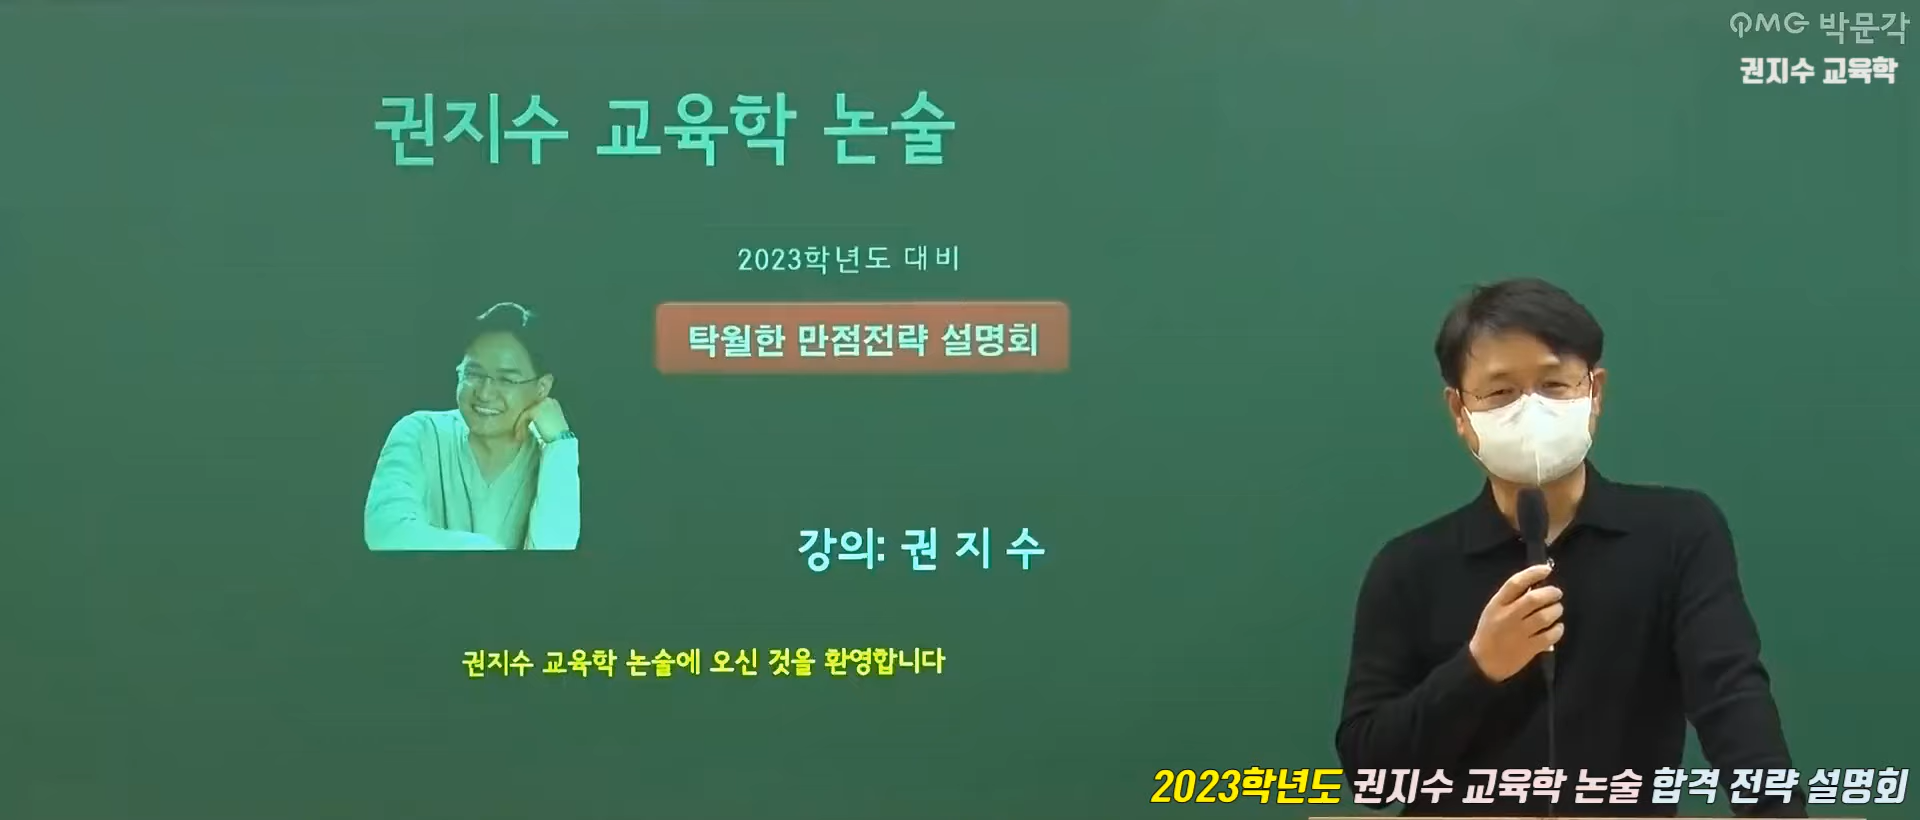 PMG 박문각
권지수 교육학
권지수 교육학 논술
2023학년도 대비
탁월한 만점전략 설명회
강의: 권 지 수
권지수 교육학 논술에 오신 것을 환영합니다
2023학년도 권지수 교육학 논술 합격 전략 설명회